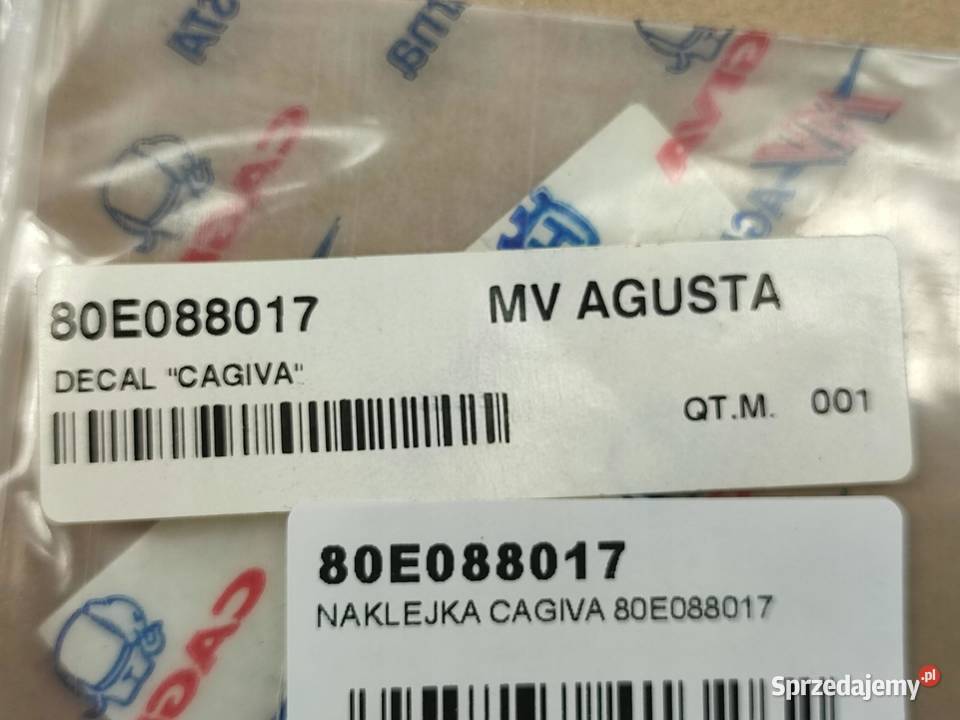 80E088017 MV AGUSTA
DECAL "CAGIVA"
QT.M. 001
80E088017
NAKLEJKA CAGIVA 80E088017
Sprzedajemy.pl